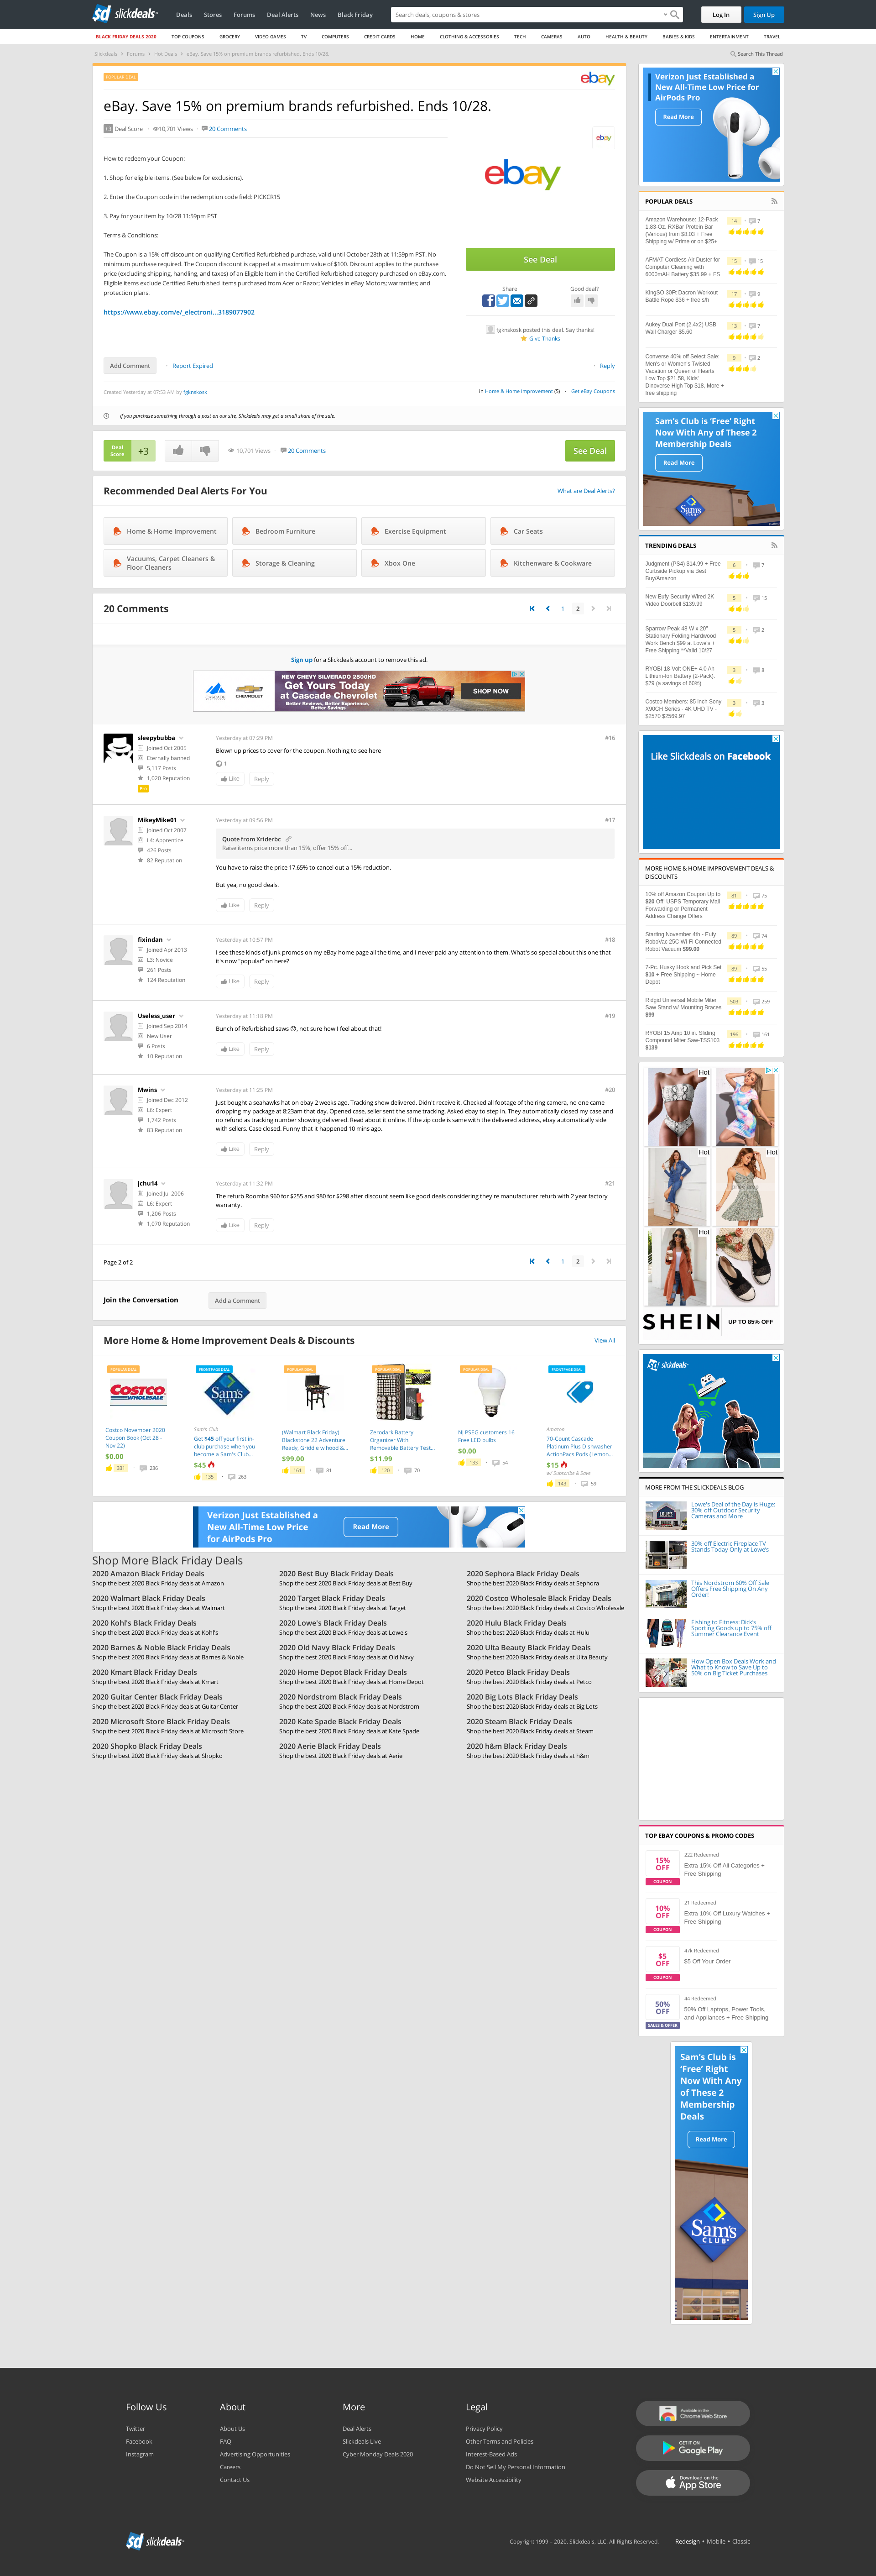 slickdeals
Deals Stores Forums Deal Alerts News Black Friday
Search deals, coupons & stores
Log In Sign Up
BLACK FRIDAY DEALS 2020 TOP COUPONS GROCERY VIDEO GAMES TV COMPUTERS CREDIT CARDS HOME CLOTHING & ACCESSORIES TECH CAMERAS AUTO HEALTH & BEAUTY BABIES & KIDS ENTERTAINMENT TRAVEL
Slickdeals > Forums > Hot Deals > eBay. Save 15% on premium brands refurbished. Ends 10/28.
Search This Thread
POPULAR DEAL
ebay
eBay. Save 15% on premium brands refurbished. Ends 10/28.
+3 Deal Score 10,701 Views 20 Comments
ebay
How to redeem your Coupon:
1. Shop for eligible items. (See below for exclusions).
2. Enter the Coupon code in the redemption code field: PICKCR15
3. Pay for your item by 10/28 11:59pm PST
Terms & Conditions:
The Coupon is a 15% off discount on qualifying Certified Refurbished purchase, valid until October 28th at 11:59pm PST. No
minimum purchase required. The Coupon discount is capped at a maximum value of $100. Discount applies to the purchase
price (excluding shipping, handling, and taxes) of an Eligible Item in the Certified Refurbished category purchased on eBay.com.
Eligible items exclude Certified Refurbished items purchased from Acer or Razor; Vehicles in eBay Motors; warranties; and
protection plans.
https://www.ebay.com/e/_electroni...3189077902
ebay
See Deal
Share Good deal?
fgknskosk posted this deal. Say thanks!
Give Thanks
Add Comment Report Expired Reply
Created Yesterday at 07:53 AM by fgknskosk
in Home & Home Improvement (5) Get eBay Coupons
If you purchase something through a post on our site, Slickdeals may get a small share of the sale.
Deal
Score
+3
10,701 Views 20 Comments
See Deal
Recommended Deal Alerts For You
What are Deal Alerts?
Home & Home Improvement
Bedroom Furniture
Exercise Equipment
Car Seats
Vacuums, Carpet Cleaners &
Floor Cleaners
Storage & Cleaning
Xbox One
Kitchenware & Cookware
20 Comments
1 2
Sign up for a Slickdeals account to remove this ad.
CASCADE
CHEVROLET
NEW CHEVY SILVERADO 2500HD
Get Yours Today
at Cascade Chevrolet
Better Reviews, Better Experiences,
Better Savings
SHOP NOW
sleepybubba
Joined Oct 2005
Eternally banned
5,117 Posts
1,020 Reputation
Pro
Yesterday at 07:29 PM
#16
Blown up prices to cover for the coupon. Nothing to see here
1
Like Reply
MikeyMike01
Joined Oct 2007
L4: Apprentice
426 Posts
82 Reputation
Yesterday at 09:56 PM
#17
Quote from Xriderbc
Raise items price more than 15%, offer 15% off...
You have to raise the price 17.65% to cancel out a 15% reduction.
But yea, no good deals.
Like Reply
fixindan
Joined Apr 2013
L3: Novice
261 Posts
124 Reputation
Yesterday at 10:57 PM
#18
I see these kinds of junk promos on my eBay home page all the time, and I never paid any attention to them. What's so special about this one that
it's now "popular" on here?
Like Reply
Useless_user
Joined Sep 2014
New User
6 Posts
10 Reputation
Yesterday at 11:18 PM
#19
Bunch of Refurbished saws 😯, not sure how I feel about that!
Like Reply
Mwins
Joined Dec 2012
L6: Expert
1,742 Posts
83 Reputation
Yesterday at 11:25 PM
#20
Just bought a seahawks hat on ebay 2 weeks ago. Tracking show delivered. Didn't receive it. Checked all footage of the ring camera, no one came
dropping my package at 8:23am that day. Opened case, seller sent the same tracking. Asked ebay to step in. They automatically closed my case and
no refund as tracking number showing delivered. Read about it online. If the zip code is same with the delivered address, ebay automatically side
with sellers. Case closed. Funny that it happened 10 mins ago.
Like Reply
jchu14
Joined Jul 2006
L6: Expert
1,206 Posts
1,070 Reputation
Yesterday at 11:32 PM
#21
The refurb Roomba 960 for $255 and 980 for $298 after discount seem like good deals considering they're manufacturer refurb with 2 year factory
warranty.
Like Reply
Page 2 of 2
1 2
Join the Conversation
Add a Comment
More Home & Home Improvement Deals & Discounts
View All
POPULAR DEAL
COSTCO
WHOLESALE
Costco November 2020
Coupon Book (Oct 28 -
Nov 22)
$0.00
331 236
FRONTPAGE DEAL
Sam's
CLUB
Sam's Club
Get $45 off your first in-
club purchase when you
become a Sam's Club...
$45
135 263
POPULAR DEAL
(Walmart Black Friday)
Blackstone 22 Adventure
Ready, Griddle w hood &...
$99.00
161 81
POPULAR DEAL
Zerodark Battery
Organizer With
Removable Battery Test...
$11.99
120 70
POPULAR DEAL
NJ PSEG customers 16
Free LED bulbs
$0.00
133 54
FRONTPAGE DEAL
Amazon
70-Count Cascade
Platinum Plus Dishwasher
ActionPacs Pods (Lemon...
$15
w/ Subscribe & Save
143 59
Verizon Just Established a
New All-Time Low Price
for AirPods Pro
Read More
Shop More Black Friday Deals
2020 Amazon Black Friday Deals
Shop the best 2020 Black Friday deals at Amazon
2020 Best Buy Black Friday Deals
Shop the best 2020 Black Friday deals at Best Buy
2020 Sephora Black Friday Deals
Shop the best 2020 Black Friday deals at Sephora
2020 Walmart Black Friday Deals
Shop the best 2020 Black Friday deals at Walmart
2020 Target Black Friday Deals
Shop the best 2020 Black Friday deals at Target
2020 Costco Wholesale Black Friday Deals
Shop the best 2020 Black Friday deals at Costco Wholesale
2020 Kohl's Black Friday Deals
Shop the best 2020 Black Friday deals at Kohl's
2020 Lowe's Black Friday Deals
Shop the best 2020 Black Friday deals at Lowe's
2020 Hulu Black Friday Deals
Shop the best 2020 Black Friday deals at Hulu
2020 Barnes & Noble Black Friday Deals
Shop the best 2020 Black Friday deals at Barnes & Noble
2020 Old Navy Black Friday Deals
Shop the best 2020 Black Friday deals at Old Navy
2020 Ulta Beauty Black Friday Deals
Shop the best 2020 Black Friday deals at Ulta Beauty
2020 Kmart Black Friday Deals
Shop the best 2020 Black Friday deals at Kmart
2020 Home Depot Black Friday Deals
Shop the best 2020 Black Friday deals at Home Depot
2020 Petco Black Friday Deals
Shop the best 2020 Black Friday deals at Petco
2020 Guitar Center Black Friday Deals
Shop the best 2020 Black Friday deals at Guitar Center
2020 Nordstrom Black Friday Deals
Shop the best 2020 Black Friday deals at Nordstrom
2020 Big Lots Black Friday Deals
Shop the best 2020 Black Friday deals at Big Lots
2020 Microsoft Store Black Friday Deals
Shop the best 2020 Black Friday deals at Microsoft Store
2020 Kate Spade Black Friday Deals
Shop the best 2020 Black Friday deals at Kate Spade
2020 Steam Black Friday Deals
Shop the best 2020 Black Friday deals at Steam
2020 Shopko Black Friday Deals
Shop the best 2020 Black Friday deals at Shopko
2020 Aerie Black Friday Deals
Shop the best 2020 Black Friday deals at Aerie
2020 h&m Black Friday Deals
Shop the best 2020 Black Friday deals at h&m
Verizon Just Established a
New All-Time Low Price for
AirPods Pro
Read More
POPULAR DEALS
Amazon Warehouse: 12-Pack
1.83-Oz. RXBar Protein Bar
(Various) from $8.03 + Free
Shipping w/ Prime or on $25+
14 7
AFMAT Cordless Air Duster for
Computer Cleaning with
6000mAH Battery $35.99 + FS
15 15
KingSO 30Ft Dacron Workout
Battle Rope $36 + free s/h
17 9
Aukey Dual Port (2.4x2) USB
Wall Charger $5.60
13 7
Converse 40% off Select Sale:
Men's or Women's Twisted
Vacation or Queen of Hearts
Low Top $21.58, Kids'
Dinoverse High Top $18, More +
free shipping
9 2
Sam's Club is 'Free' Right
Now With Any of These 2
Membership Deals
Read More
Sam's
CLUB
TRENDING DEALS
Judgment (PS4) $14.99 + Free
Curbside Pickup via Best
Buy/Amazon
6 7
New Eufy Security Wired 2K
Video Doorbell $139.99
5 15
Sparrow Peak 48 W x 20"
Stationary Folding Hardwood
Work Bench $99 at Lowe's +
Free Shipping **Valid 10/27
5 2
RYOBI 18-Volt ONE+ 4.0 Ah
Lithium-Ion Battery (2-Pack),
$79 (a savings of 60%)
3 8
Costco Members: 85 inch Sony
X90CH Series - 4K UHD TV -
$2570 $2569.97
3 3
Like Slickdeals on Facebook
MORE HOME & HOME IMPROVEMENT DEALS &
DISCOUNTS
10% off Amazon Coupon Up to
$20 Off! USPS Temporary Mail
Forwarding or Permanent
Address Change Offers
81 75
Starting November 4th - Eufy
RoboVac 25C Wi-Fi Connected
Robot Vacuum $99.00
89 74
7-Pc. Husky Hook and Pick Set
$10 + Free Shipping ~ Home
Depot
89 55
Ridgid Universal Mobile Miter
Saw Stand w/ Mounting Braces
$99
503 259
RYOBI 15 Amp 10 in. Sliding
Compound Miter Saw-TSS103
$139
196 161
Hot
Hot
Hot
Hot
SHEIN UP TO 85% OFF
slickdeals
MORE FROM THE SLICKDEALS BLOG
Lowe's Deal of the Day is Huge:
30% off Outdoor Security
Cameras and More
30% off Electric Fireplace TV
Stands Today Only at Lowe's
This Nordstrom 60% Off Sale
Offers Free Shipping On Any
Order!
Fishing to Fitness: Dick's
Sporting Goods up to 75% off
Summer Clearance Event
How Open Box Deals Work and
What to Know to Save Up to
50% on Big Ticket Purchases
TOP EBAY COUPONS & PROMO CODES
15%
OFF
COUPON
222 Redeemed
Extra 15% Off All Categories +
Free Shipping
10%
OFF
COUPON
21 Redeemed
Extra 10% Off Luxury Watches +
Free Shipping
$5
OFF
COUPON
47k Redeemed
$5 Off Your Order
50%
OFF
SALES & OFFER
44 Redeemed
50% Off Laptops, Power Tools,
and Appliances + Free Shipping
Sam's Club is
'Free' Right
Now With Any
of These 2
Membership
Deals
Read More
Sam's
CLUB
Follow Us
Twitter
Facebook
Instagram
About
About Us
FAQ
Advertising Opportunities
Careers
Contact Us
More
Deal Alerts
Slickdeals Live
Cyber Monday Deals 2020
Legal
Privacy Policy
Other Terms and Policies
Interest-Based Ads
Do Not Sell My Personal Information
Website Accessibility
Available in the
Chrome Web Store
GET IT ON
Google Play
Download on the
App Store
slickdeals
Copyright 1999 - 2020. Slickdeals, LLC. All Rights Reserved. Redesign • Mobile • Classic